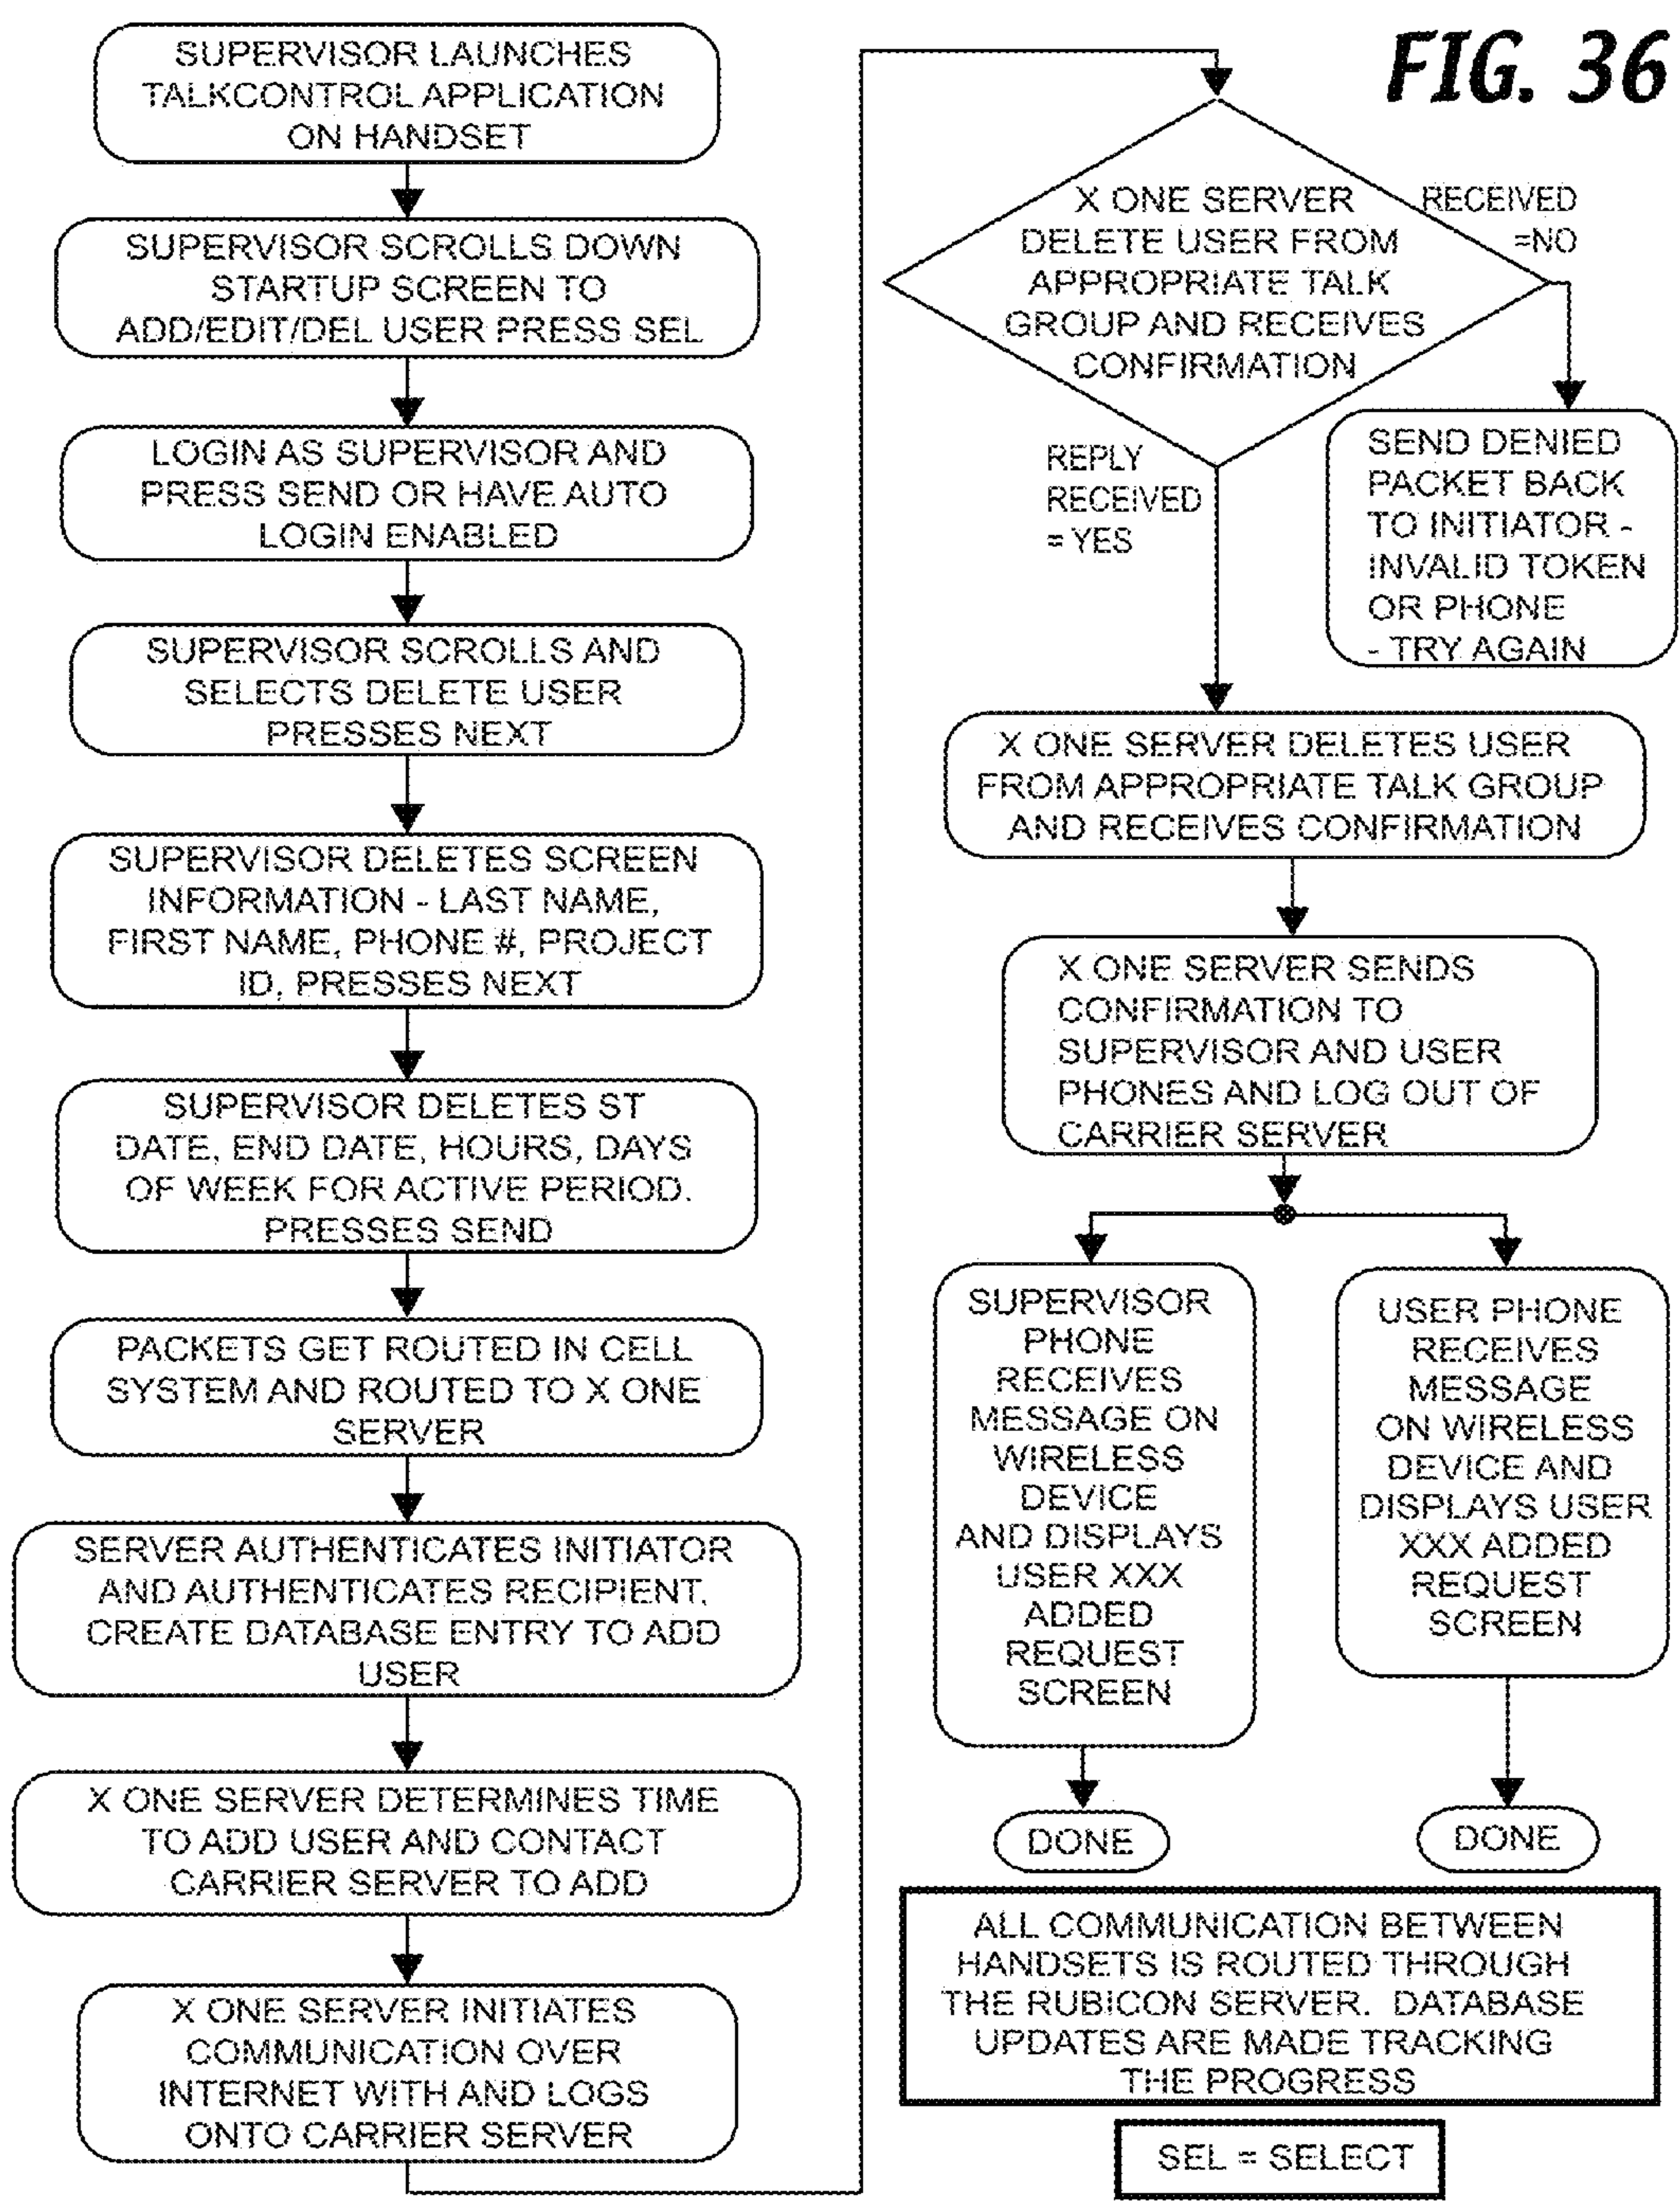 FIG. 36
SUPERVISOR LAUNCHES
TALKCONTROL APPLICATION
ON HANDSET
SUPERVISOR SCROLLS DOWN
STARTUP SCREEN TO
ADD/EDIT/DEL USER PRESS SEL
LOGIN AS SUPERVISOR AND
PRESS SEND OR HAVE AUTO
LOGIN ENABLED
SUPERVISOR SCROLLS AND
SELECTS DELETE USER
PRESSES NEXT
SUPERVISOR DELETES SCREEN
INFORMATION - LAST NAME,
FIRST NAME, PHONE #, PROJECT
ID, PRESSES NEXT
SUPERVISOR DELETES ST
DATE, END DATE, HOURS, DAYS
OF WEEK FOR ACTIVE PERIOD.
PRESSES SEND
PACKETS GET ROUTED IN CELL
SYSTEM AND ROUTED TO X ONE
SERVER
SERVER AUTHENTICATES INITIATOR
AND AUTHENTICATES RECIPIENT.
CREATE DATABASE ENTRY TO ADD
USER
X ONE SERVER DETERMINES TIME
TO ADD USER AND CONTACT
CARRIER SERVER TO ADD
X ONE SERVER INITIATES
COMMUNICATION OVER
INTERNET WITH AND LOGS
ONTO CARRIER SERVER
X ONE SERVER
DELETE USER FROM
APPROPRIATE TALK
GROUP AND RECEIVES
CONFIRMATION
RECEIVED
=NO
SEND DENIED
PACKET BACK
TO INITIATOR -
INVALID TOKEN
OR PHONE
- TRY AGAIN
REPLY
RECEIVED
= YES
X ONE SERVER DELETES USER
FROM APPROPRIATE TALK GROUP
AND RECEIVES CONFIRMATION
X ONE SERVER SENDS
CONFIRMATION TO
SUPERVISOR AND USER
PHONES AND LOG OUT OF
CARRIER SERVER
SUPERVISOR
PHONE
RECEIVES
MESSAGE ON
WIRELESS
DEVICE
AND DISPLAYS
USER XXX
ADDED
REQUEST
SCREEN
DONE
USER PHONE
RECEIVES
MESSAGE
ON WIRELESS
DEVICE AND
DISPLAYS USER
XXX ADDED
REQUEST
SCREEN
DONE
ALL COMMUNICATION BETWEEN
HANDSETS IS ROUTED THROUGH
THE RUBICON SERVER. DATABASE
UPDATES ARE MADE TRACKING
THE PROGRESS
SEL = SELECT